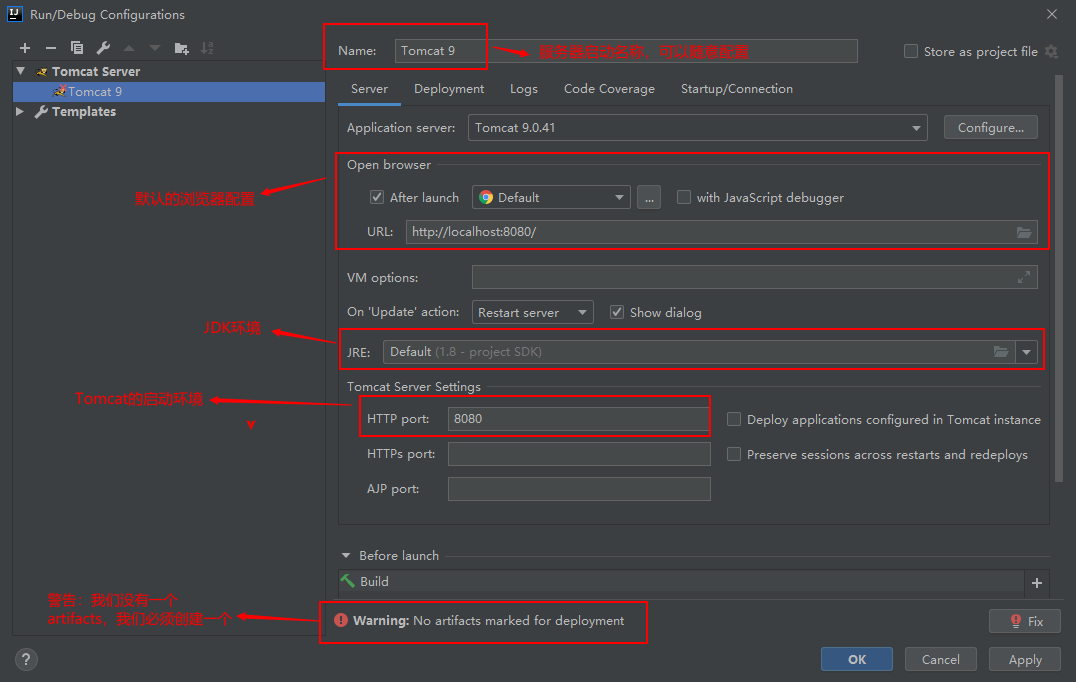 Run/Debug Configurations
Name: Tomcat 9
服务器启动名称，可以随意配置
Store as project file
Tomcat Server
Tomcat 9
Templates
Server Deployment Logs Code Coverage Startup/Connection
Application server: Tomcat 9.0.41 Configure...
Open browser
After launch Default ... with JavaScript debugger
默认的浏览器配置
URL: http://localhost:8080/
VM options:
On 'Update' action: Restart server Show dialog
JDK环境
JRE: Default (1.8 - project SDK)
Tomcat Server Settings
Tomcat的启动环境
HTTP port: 8080 Deploy applications configured in Tomcat instance
HTTPs port: Preserve sessions across restarts and redeploys
AJP port:
Before launch
Build
警告：我们没有一个
artifacts，我们必须创建一个
Warning: No artifacts marked for deployment
Fix
? OK Cancel Apply